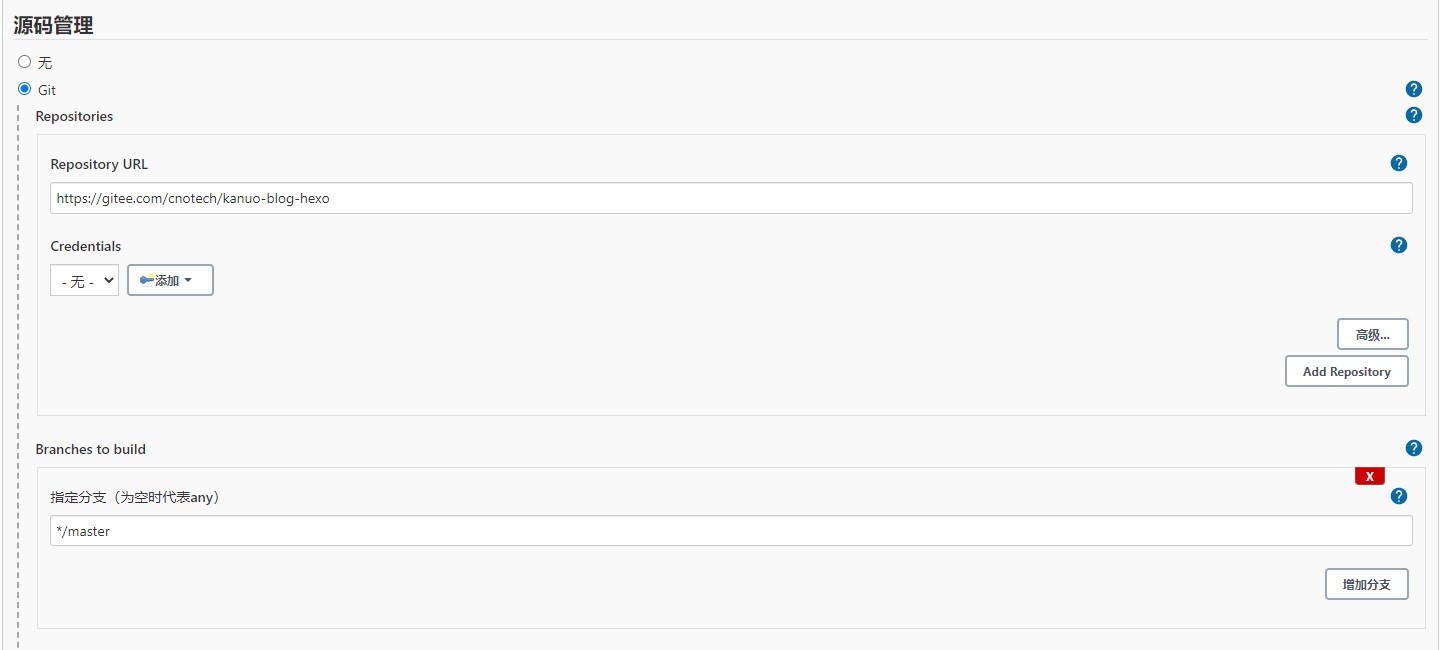 源码管理
无
Git
?
Repositories
?
Repository URL
?
https://gitee.com/cnotech/kanuo-blog-hexo
Credentials
?
- 无 -
添加
高级...
Add Repository
Branches to build
?
X
指定分支（为空时代表any）
?
*/master
增加分支